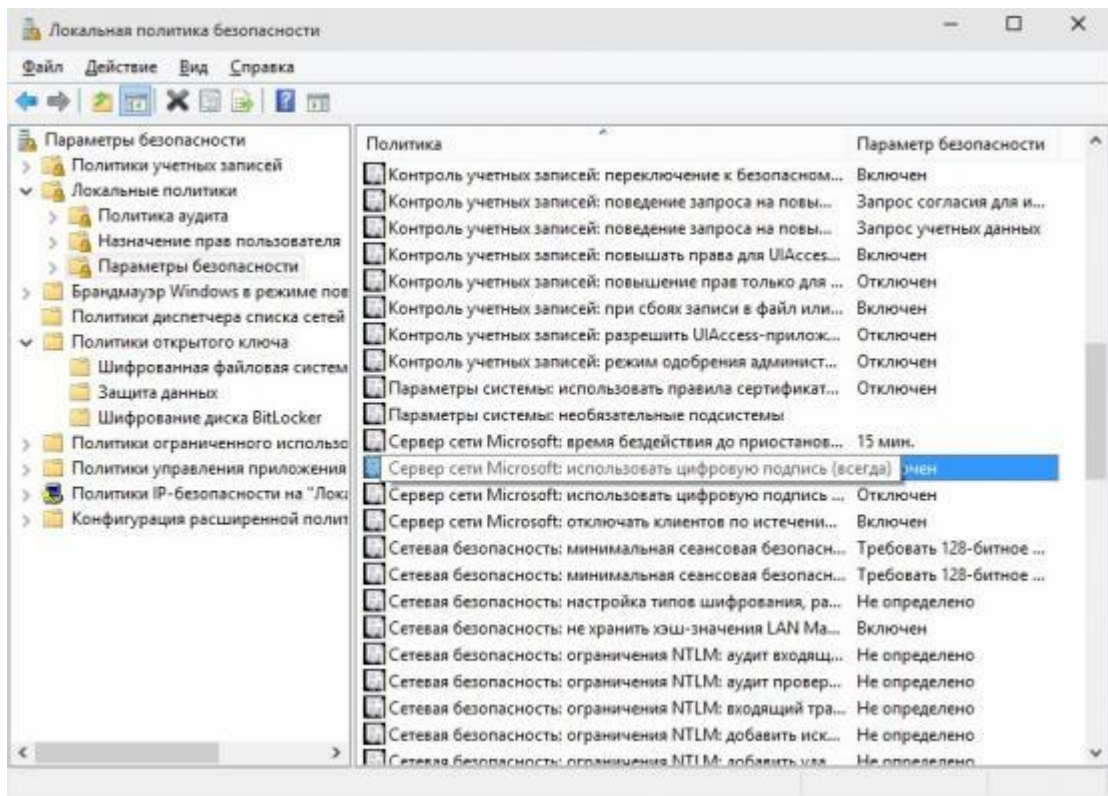 Локальная политика безопасности
Файл Действие Вид Справка
Параметры безопасности
Политики учетных записей
Локальные политики
Политика аудита
Назначение прав пользователя
Параметры безопасности
Брандмауэр Windows в режиме пов
Политики диспетчера списка сетей
Политики открытого ключа
Шифрованная файловая систем
Защита данных
Шифрование диска BitLocker
Политики ограниченного использо
Политики управления приложения
Политики IP-безопасности на "Лока
Конфигурация расширенной полит
Политика Параметр безопасности
Контроль учетных записей: переключение к безопасном... Включен
Контроль учетных записей: поведение запроса на повы... Запрос согласия для и...
Контроль учетных записей: поведение запроса на повы... Запрос учетных данных
Контроль учетных записей: повышать права для UIAcces... Включен
Контроль учетных записей: повышение прав только для ... Отключен
Контроль учетных записей: при сбоях записи в файл или... Включен
Контроль учетных записей: разрешить UIAccess-прилож... Отключен
Контроль учетных записей: режим одобрения админист... Отключен
Параметры системы: использовать правила сертификат... Отключен
Параметры системы: необязательные подсистемы
Сервер сети Microsoft: время бездействия до приостанов... 15 мин.
Сервер сети Microsoft: использовать цифровую подпись (всегда) ючен
Сервер сети Microsoft: использовать цифровую подпись ... Отключен
Сервер сети Microsoft: отключать клиентов по истечени... Включен
Сетевая безопасность: минимальная сеансовая безопасн... Требовать 128-битное ...
Сетевая безопасность: минимальная сеансовая безопасн... Требовать 128-битное ...
Сетевая безопасность: настройка типов шифрования, ра... Не определено
Сетевая безопасность: не хранить хэш-значения LAN Ma... Включен
Сетевая безопасность: ограничения NTLM: аудит входящ... Не определено
Сетевая безопасность: ограничения NTLM: аудит провер... Не определено
Сетевая безопасность: ограничения NTLM: входящий тра... Не определено
Сетевая безопасность: ограничения NTLM: добавить иск... Не определено
Сетевая безопасность: ограничения NTLM: добавить уда... Не определено